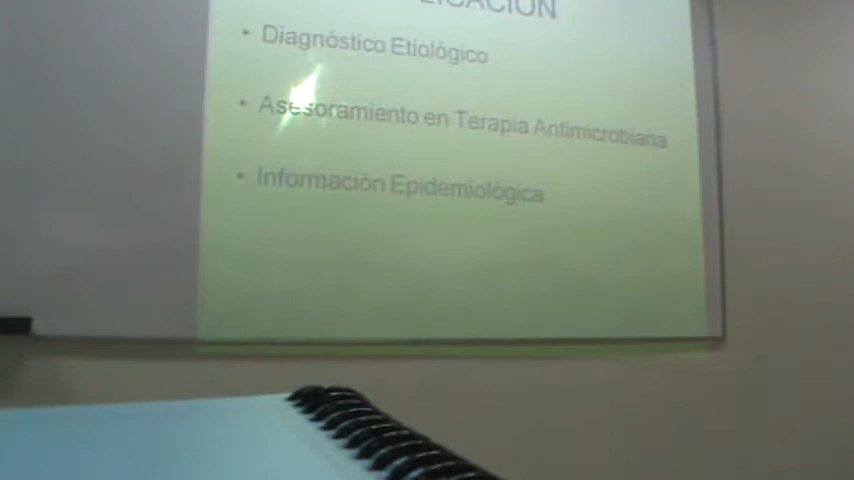 • Diagnóstico Etiológico
• Asesoramiento en Terapia Antimicrobiana
• Información Epidemiológica